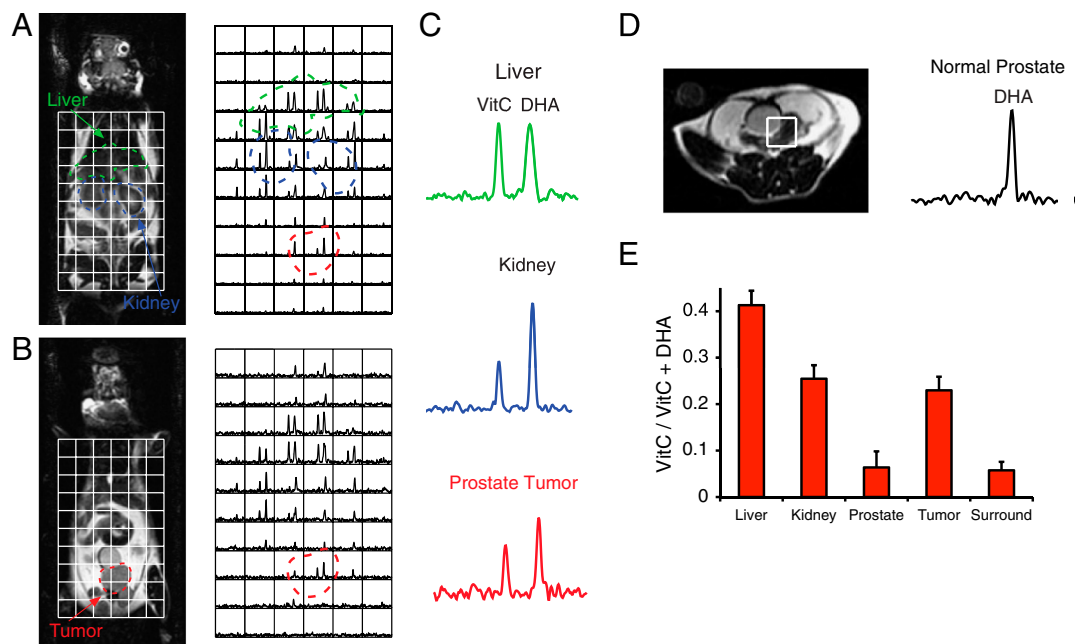 A
Liver
Kidney
B
Tumor
C
Liver
VitC DHA
Kidney
Prostate Tumor
D
Normal Prostate
DHA
E
VitC / VitC + DHA
0.4
0.3
0.2
0.1
0
Liver Kidney Prostate Tumor Surround